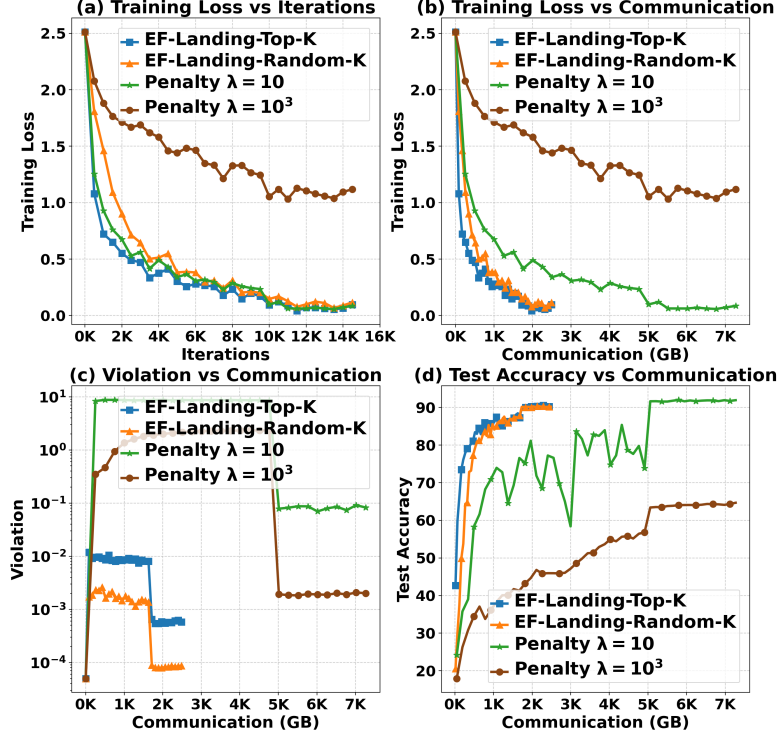 (a) Training Loss vs Iterations
2.5
2.0
1.5
1.0
0.5
0.0
Training Loss
EF-Landing-Top-K
EF-Landing-Random-K
Penalty λ = 10
Penalty λ = 10³
0K 2K 4K 6K 8K 10K 12K 14K 16K
Iterations
(b) Training Loss vs Communication
2.5
2.0
1.5
1.0
0.5
0.0
Training Loss
EF-Landing-Top-K
EF-Landing-Random-K
Penalty λ = 10
Penalty λ = 10³
0K 1K 2K 3K 4K 5K 6K 7K
Communication (GB)
(c) Violation vs Communication
10¹
10⁰
10⁻¹
10⁻²
10⁻³
10⁻⁴
Violation
EF-Landing-Top-K
EF-Landing-Random-K
Penalty λ = 10
Penalty λ = 10³
0K 1K 2K 3K 4K 5K 6K 7K
Communication (GB)
(d) Test Accuracy vs Communication
90
80
70
60
50
40
30
20
Test Accuracy
EF-Landing-Top-K
EF-Landing-Random-K
Penalty λ = 10
Penalty λ = 10³
0K 1K 2K 3K 4K 5K 6K 7K
Communication (GB)